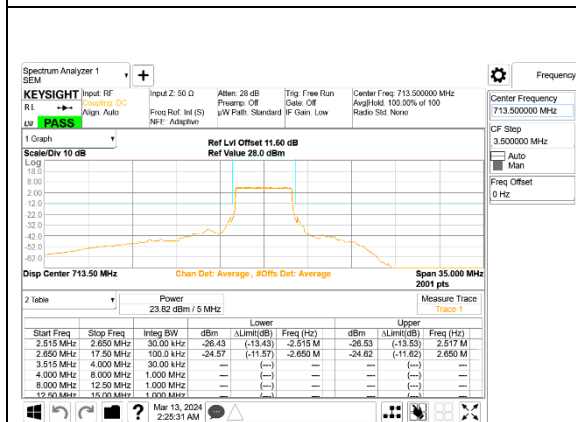 Spectrum Analyzer 1
SEM
+
Frequency
KEYSIGHT Input: RF Input Z: 50 Ω Atten: 28 dB Trig: Free Run Center Freq: 713.500000 MHz
R L Coupling: DC Preamp: Off Gate: Off Avg|Hold: 100.00% of 100
Align: Auto Freq Ref: Int (S) µW Path: Standard IF Gain: Low Radio Std: None
PASS NFE: Adaptive
Center Frequency
713.500000 MHz
CF Step
3.500000 MHz
Auto
Man
Freq Offset
0 Hz
1 Graph
Ref Lvl Offset 11.60 dB
Scale/Div 10 dB Ref Value 28.0 dBm
Log
18.0
8.00
-2.00
-12.0
-22.0
-32.0
-42.0
-52.0
-62.0
Disp Center 713.50 MHz Chan Det: Average , #Offs Det: Average Span 35.000 MHz
2001 pts
2 Table
Power
23.82 dBm / 5 MHz
Measure Trace
Trace 1
Lower Upper
Start Freq Stop Freq Integ BW dBm ΔLimit(dB) Freq (Hz) dBm ΔLimit(dB) Freq (Hz)
2.515 MHz 2.650 MHz 30.00 kHz -26.43 (-13.43) -2.515 M -26.53 (-13.53) 2.517 M
2.650 MHz 17.50 MHz 100.0 kHz -24.57 (-11.57) -2.650 M -24.62 (-11.62) 2.650 M
3.515 MHz 4.000 MHz 30.00 kHz --- (---) --- --- (---) ---
4.000 MHz 8.000 MHz 1.000 MHz --- (---) --- --- (---) ---
8.000 MHz 12.50 MHz 1.000 MHz --- (---) --- --- (---) ---
12.50 MHz 15.00 MHz 1.000 MHz --- (---) --- --- (---) ---
? Mar 13, 2024
2:25:31 AM